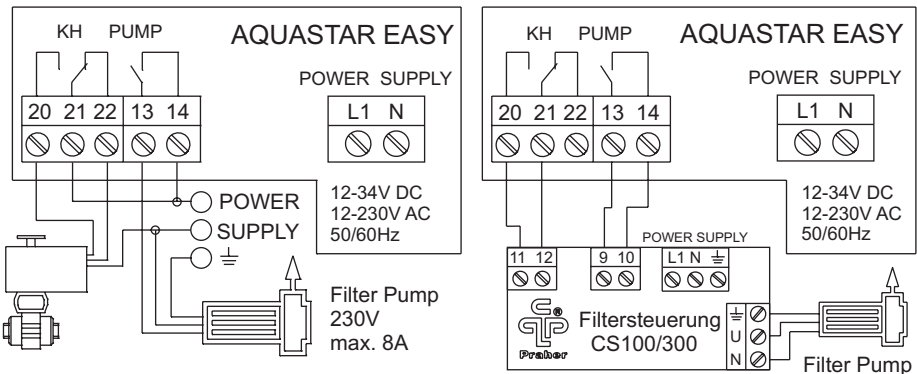 KH PUMP AQUASTAR EASY
POWER SUPPLY
20 21 22 13 14 L1 N
12-34V DC
12-230V AC
50/60Hz
POWER
SUPPLY
Filter Pump
230V
max. 8A
KH PUMP AQUASTAR EASY
POWER SUPPLY
20 21 22 13 14 L1 N
12-34V DC
12-230V AC
50/60Hz
POWER SUPPLY
11 12 9 10 L1 N
Praher ®
Filtersteuerung
CS100/300
U
N
Filter Pump